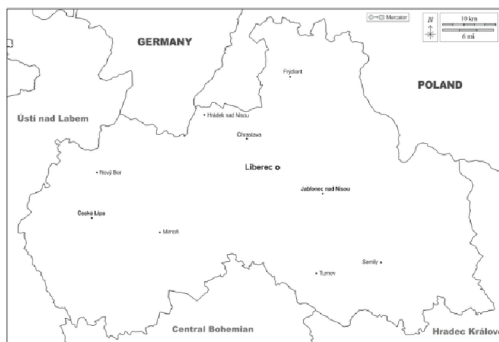 Mercator
N
10 km
6 mi
GERMANY
POLAND
Frýdlant
Ústí nad Labem
Hrádek nad Nisou
Chrastava
Liberec
Nový Bor
Jablonec nad Nisou
Česká Lípa
Mimoň
Semily
Turnov
Central Bohemian
Hradec Králové